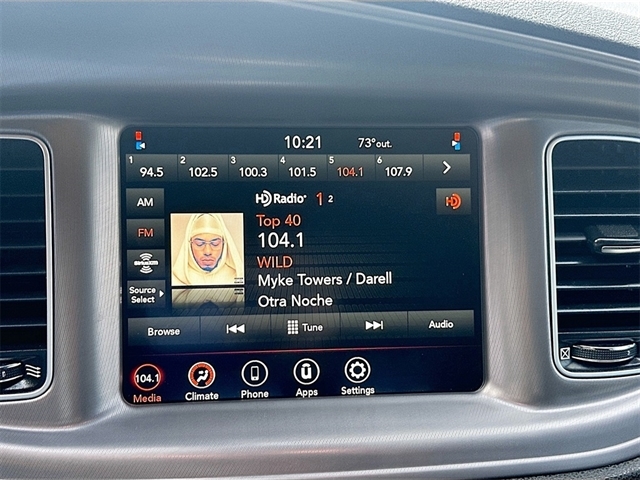 10:21 73°out.
1 2 3 4 5 6
94.5 102.5 100.3 101.5 104.1 107.9
AM
HD Radio 1 2
HD
FM
Top 40
104.1
WILD
SiriusXM
Myke Towers / Darell
Source Select
Otra Noche
Browse Tune Audio
104.1
Media Climate Phone Apps Settings